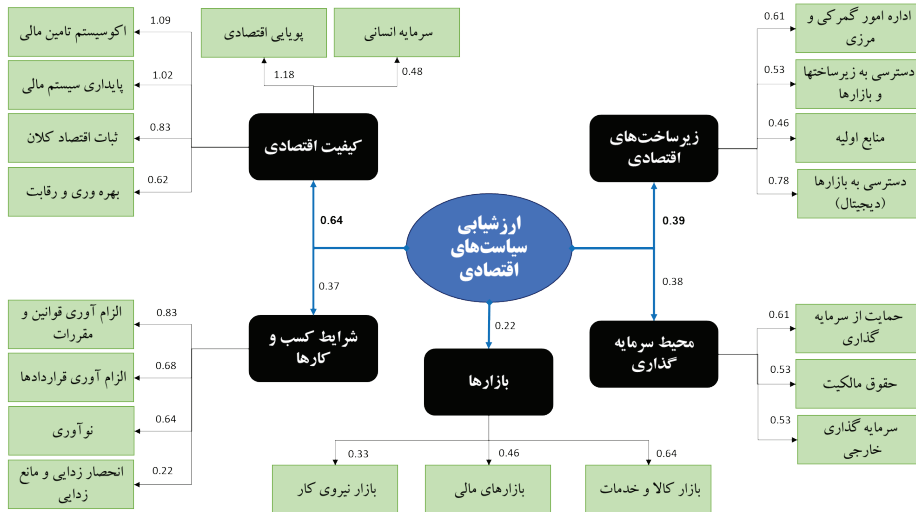 ارزشیابی
سیاست‌های
اقتصادی
0.39
زیرساخت‌های
اقتصادی
0.61
اداره امور گمرکی و
مرزی
0.53
دسترسی به زیرساختها
و بازارها
0.46
منابع اولیه
0.78
دسترسی به بازارها
(دیجیتال)
0.38
محیط سرمایه
گذاری
0.61
حمایت از سرمایه
گذاری
0.53
حقوق مالکیت
0.53
سرمایه گذاری
خارجی
0.22
بازارها
0.64
بازار کالا و خدمات
0.46
بازارهای مالی
0.33
بازار نیروی کار
0.64
کیفیت اقتصادی
0.48
سرمایه انسانی
1.18
پویایی اقتصادی
1.09
اکوسیستم تامین مالی
1.02
پایداری سیستم مالی
0.83
ثبات اقتصاد کلان
0.62
بهره وری و رقابت
0.37
شرایط کسب و
کارها
0.83
الزام آوری قوانین و
مقررات
0.68
الزام آوری قراردادها
0.64
نوآوری
0.22
انحصار زدایی و مانع
زدایی